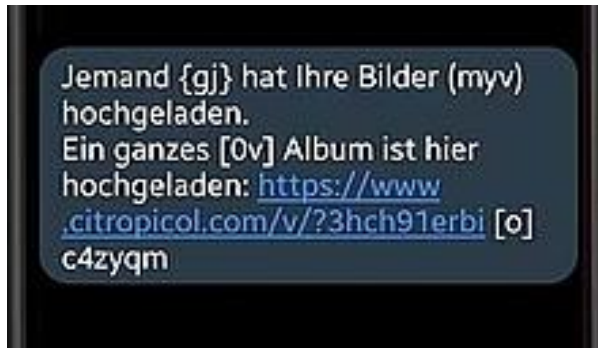 Jemand {gj} hat Ihre Bilder (myv)
hochgeladen.
Ein ganzes [0v] Album ist hier
hochgeladen: https://www
.citropicol.com/v/?3hch91erbi [o]
c4zyqm